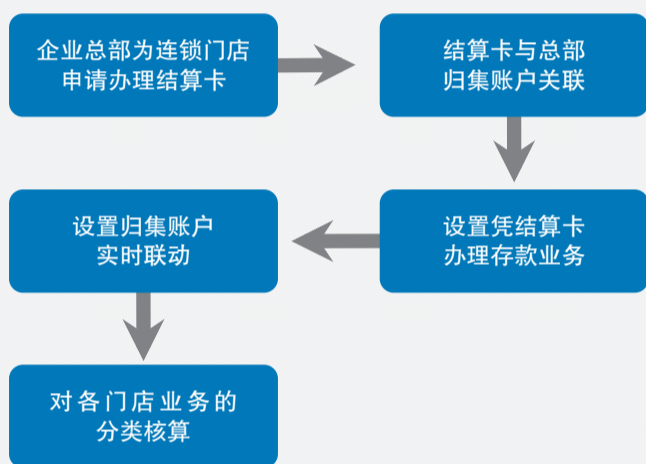 企业总部为连锁门店
申请办理结算卡
结算卡与总部
归集账户关联
设置凭结算卡
办理存款业务
设置归集账户
实时联动
对各门店业务的
分类核算